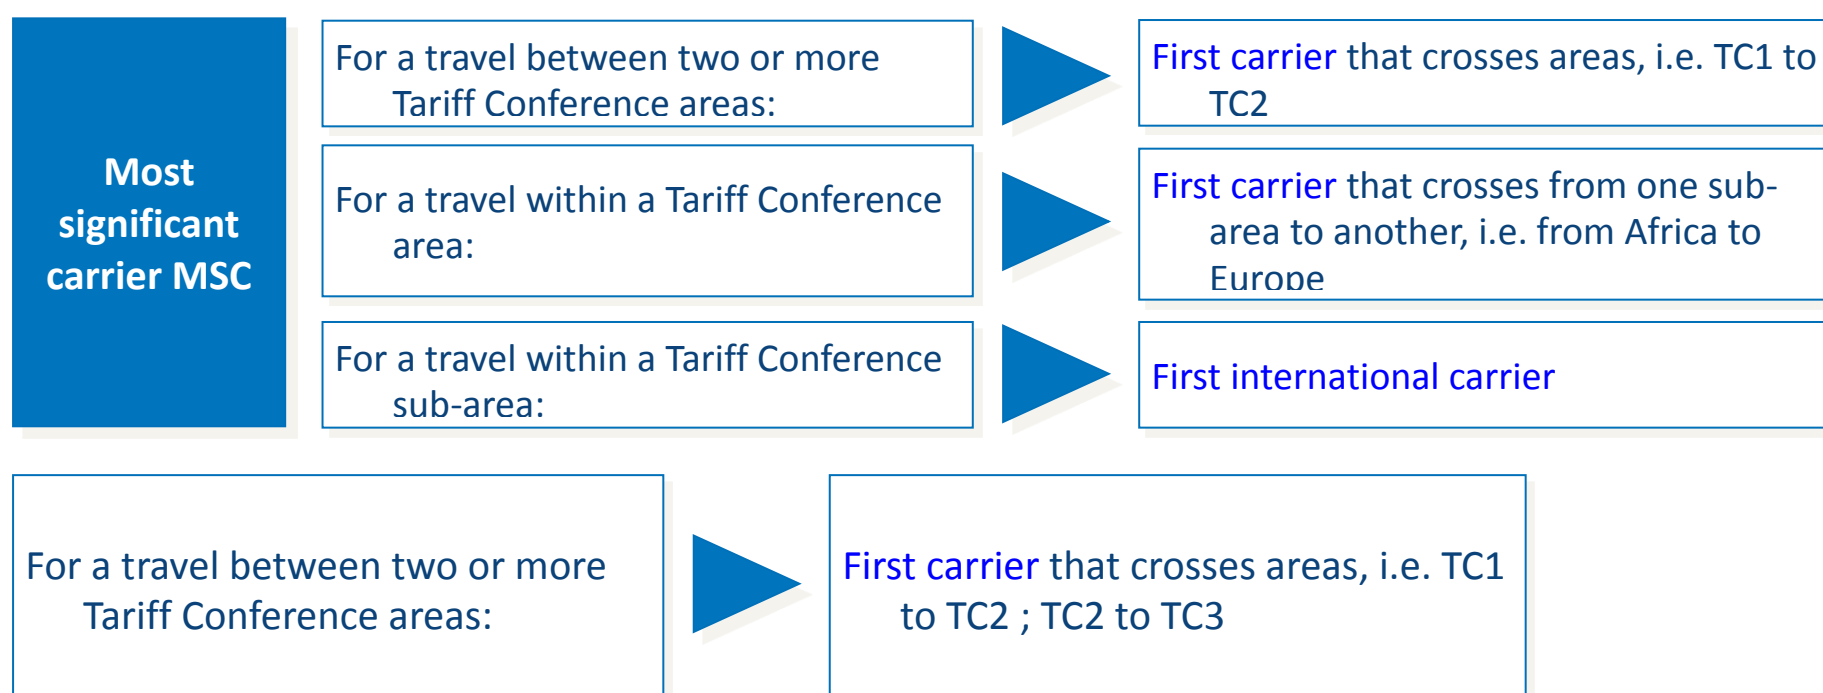 Most
significant
carrier MSC
For a travel between two or more
Tariff Conference areas:
First carrier that crosses areas, i.e. TC1 to
TC2
For a travel within a Tariff Conference
area:
First carrier that crosses from one sub-
area to another, i.e. from Africa to
Europe
For a travel within a Tariff Conference
sub-area:
First international carrier
For a travel between two or more
Tariff Conference areas:
First carrier that crosses areas, i.e. TC1
to TC2 ; TC2 to TC3